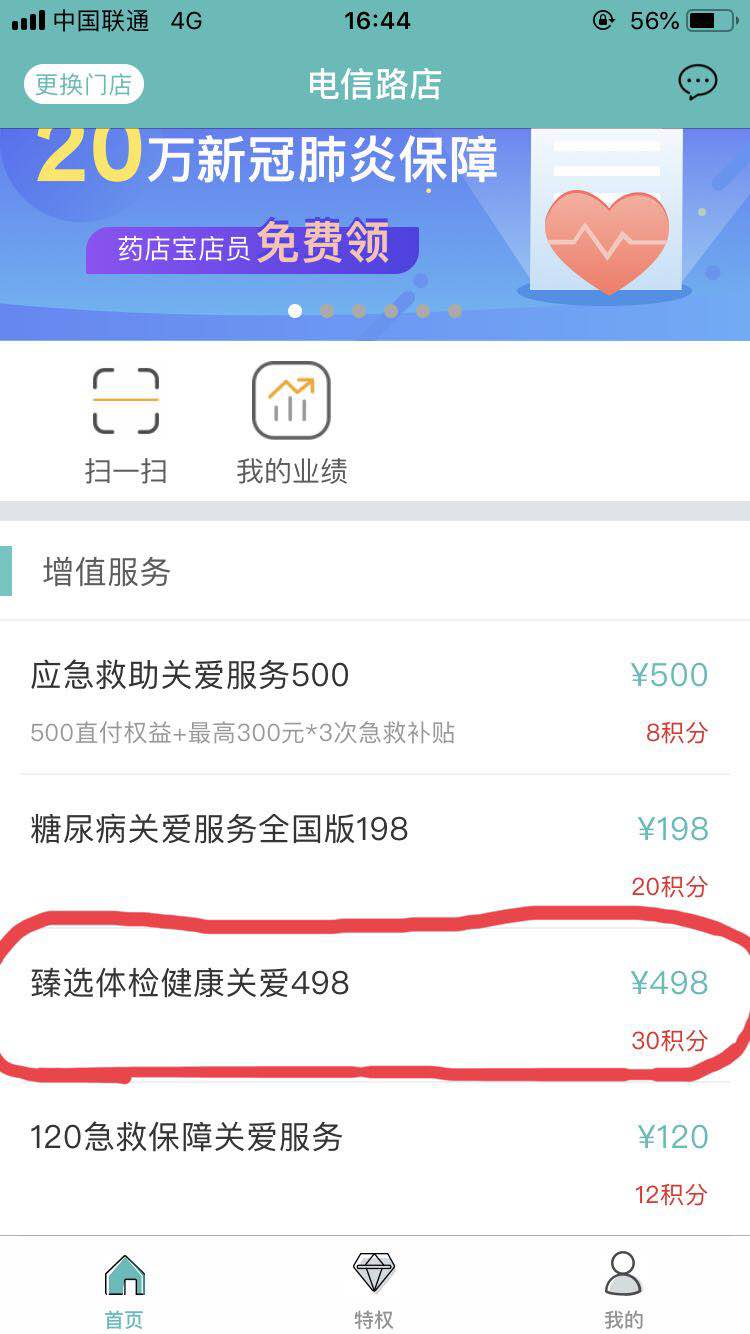 中国联通 4G 16:44 56%
更换门店 电信路店
20万新冠肺炎保障
药店宝店员免费领
扫一扫 我的业绩
增值服务
应急救助关爱服务500 ¥500
500直付权益+最高300元*3次急救补贴 8积分
糖尿病关爱服务全国版198 ¥198
20积分
臻选体检健康关爱498 ¥498
30积分
120急救保障关爱服务 ¥120
12积分
首页 特权 我的